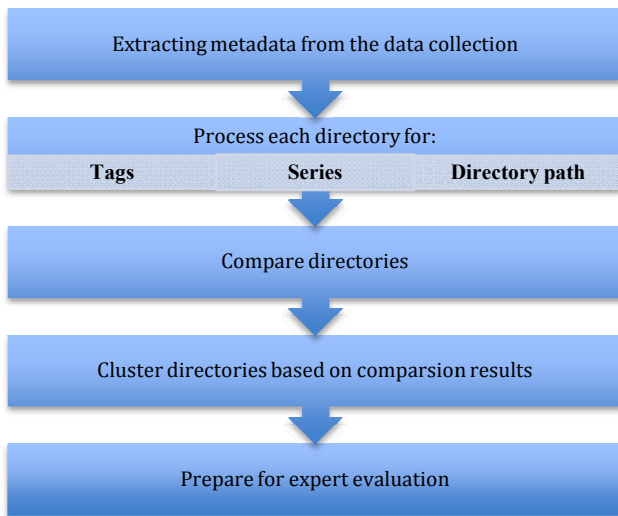 Extracting metadata from the data collection
Process each directory for:
Tags Series Directory path
Compare directories
Cluster directories based on comparsion results
Prepare for expert evaluation